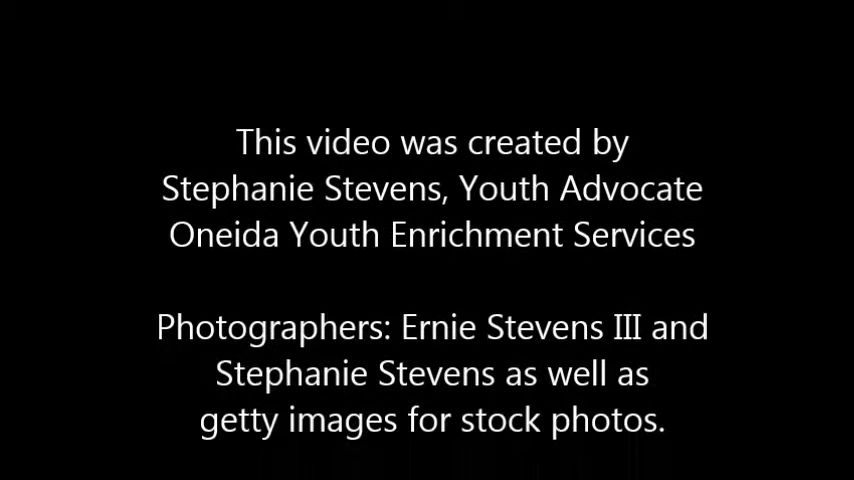 This video was created by
Stephanie Stevens, Youth Advocate
Oneida Youth Enrichment Services
Photographers: Ernie Stevens III and
Stephanie Stevens as well as
getty images for stock photos.